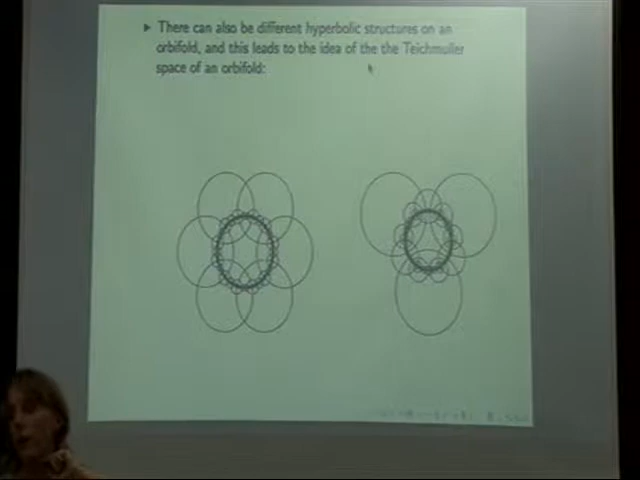 There can also be different hyperbolic structures on an
orbifold, and this leads to the idea of the the Teichmuller
space of an orbifold: